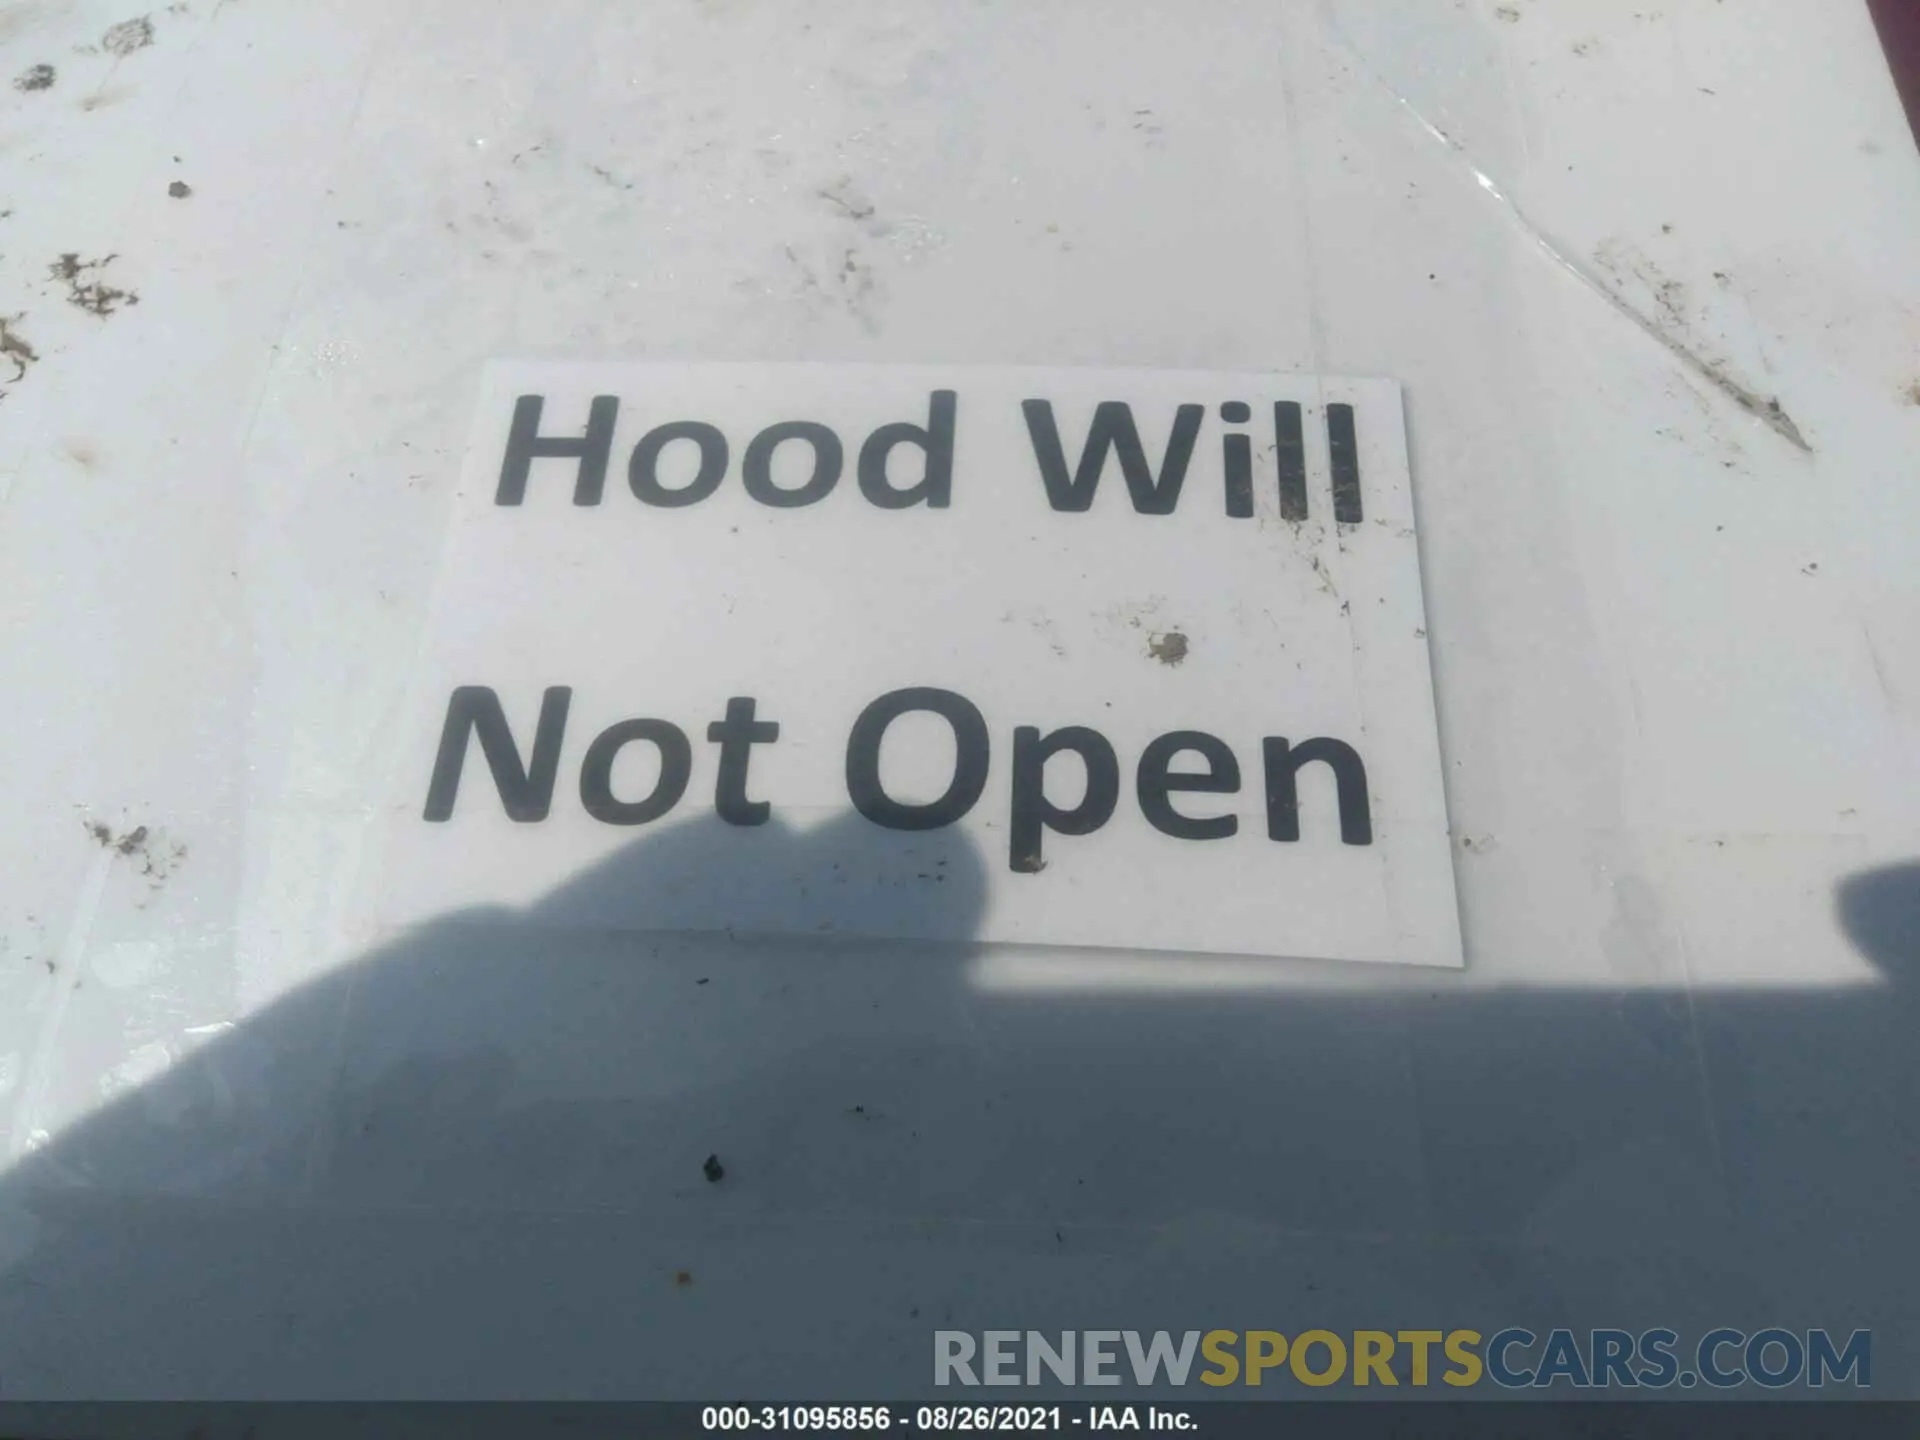 Hood Will
Not Open
RENEWSPORTSCARS.COM
000-31095856 - 08/26/2021 - IAA Inc.